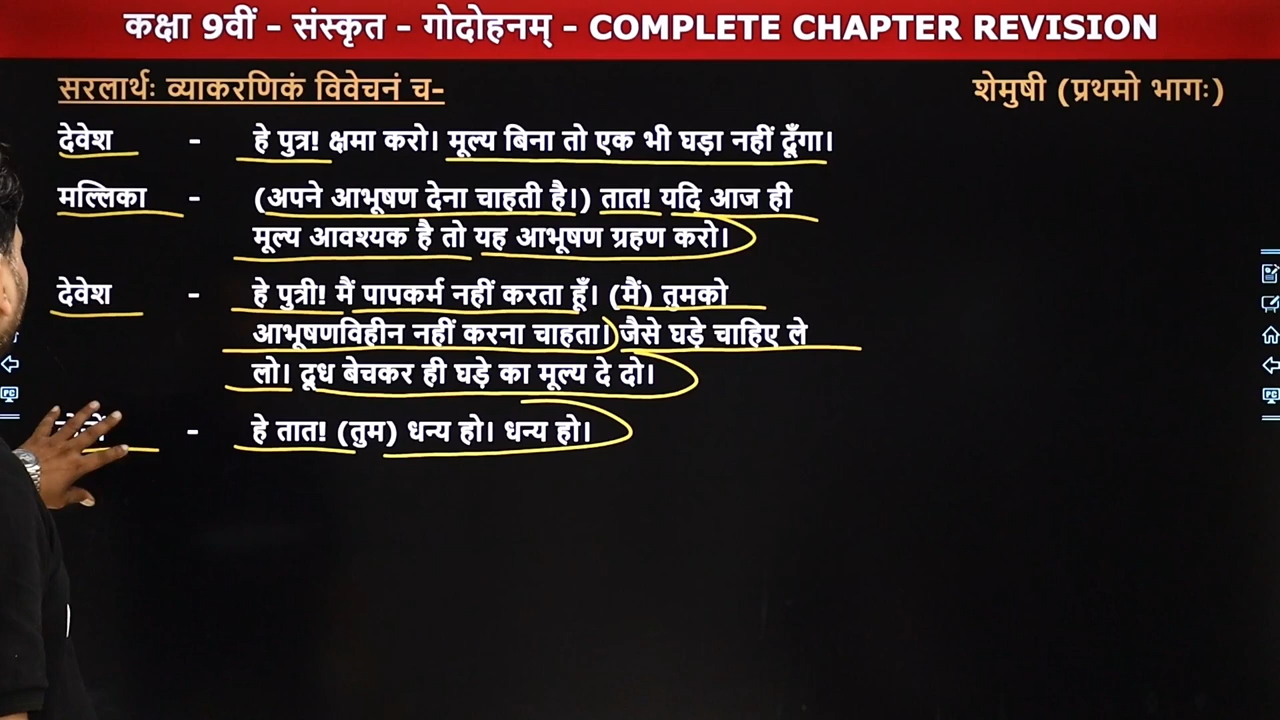 कक्षा 9वीं – संस्कृत – गोदोहनम् – COMPLETE CHAPTER REVISION
सरलार्थः व्याकरणिकं विवेचनं च-
शेमुषी (प्रथमो भागः)
देवेश - हे पुत्र! क्षमा करो। मूल्य बिना तो एक भी घड़ा नहीं दूँगा।
मल्लिका - (अपने आभूषण देना चाहती है।) तात! यदि आज ही
मूल्य आवश्यक है तो यह आभूषण ग्रहण करो।
देवेश - हे पुत्री! मैं पापकर्म नहीं करता हूँ। (मैं) तुमको
आभूषणविहीन नहीं करना चाहता। जैसे घड़े चाहिए ले
लो। दूध बेचकर ही घड़े का मूल्य दे दो।
- हे तात! (तुम) धन्य हो। धन्य हो।
PC
PC